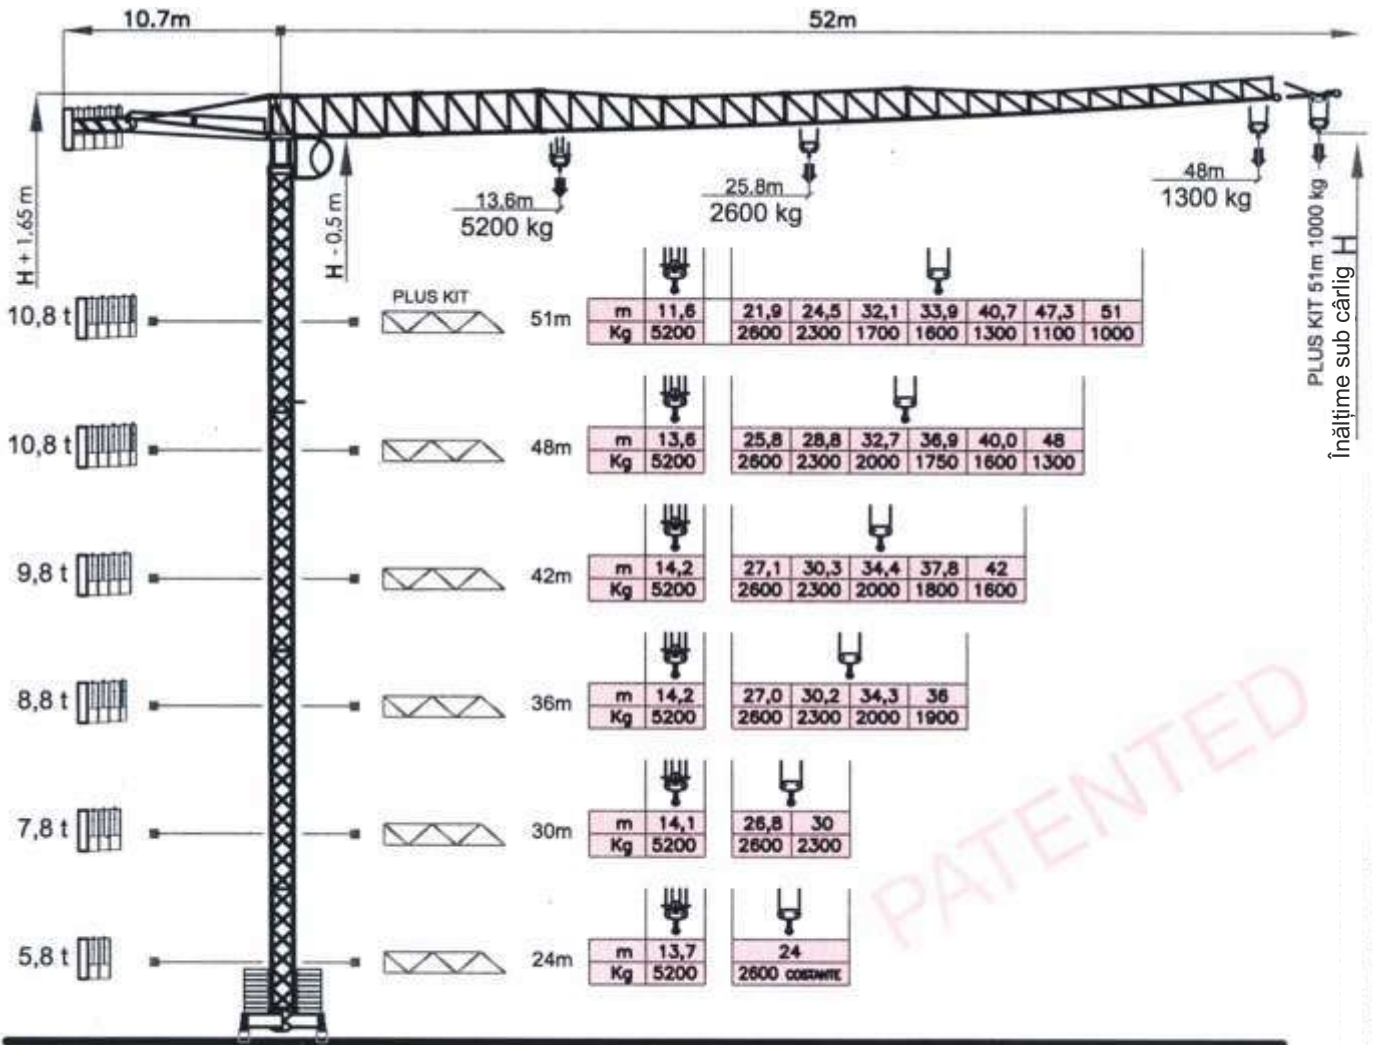 10.7m 52m
H + 1,65 m
H - 0,5 m
13.6m
5200 kg
25.8m
2600 kg
48m
1300 kg
PLUS KIT 51m 1000 kg
Înălțime sub cârlig H
10,8 t PLUS KIT 51m
m 11,6 21,9 24,5 32,1 33,9 40,7 47,3 51
Kg 5200 2600 2300 1700 1600 1300 1100 1000
10,8 t 48m
m 13,6 25,8 28,8 32,7 36,9 40,0 48
Kg 5200 2600 2300 2000 1750 1600 1300
9,8 t 42m
m 14,2 27,1 30,3 34,4 37,8 42
Kg 5200 2600 2300 2000 1800 1600
8,8 t 36m
m 14,2 27,0 30,2 34,3 36
Kg 5200 2600 2300 2000 1900
7,8 t 30m
m 14,1 26,8 30
Kg 5200 2600 2300
5,8 t 24m
m 13,7 24
Kg 5200 2600 COSTANTE
PATENTED